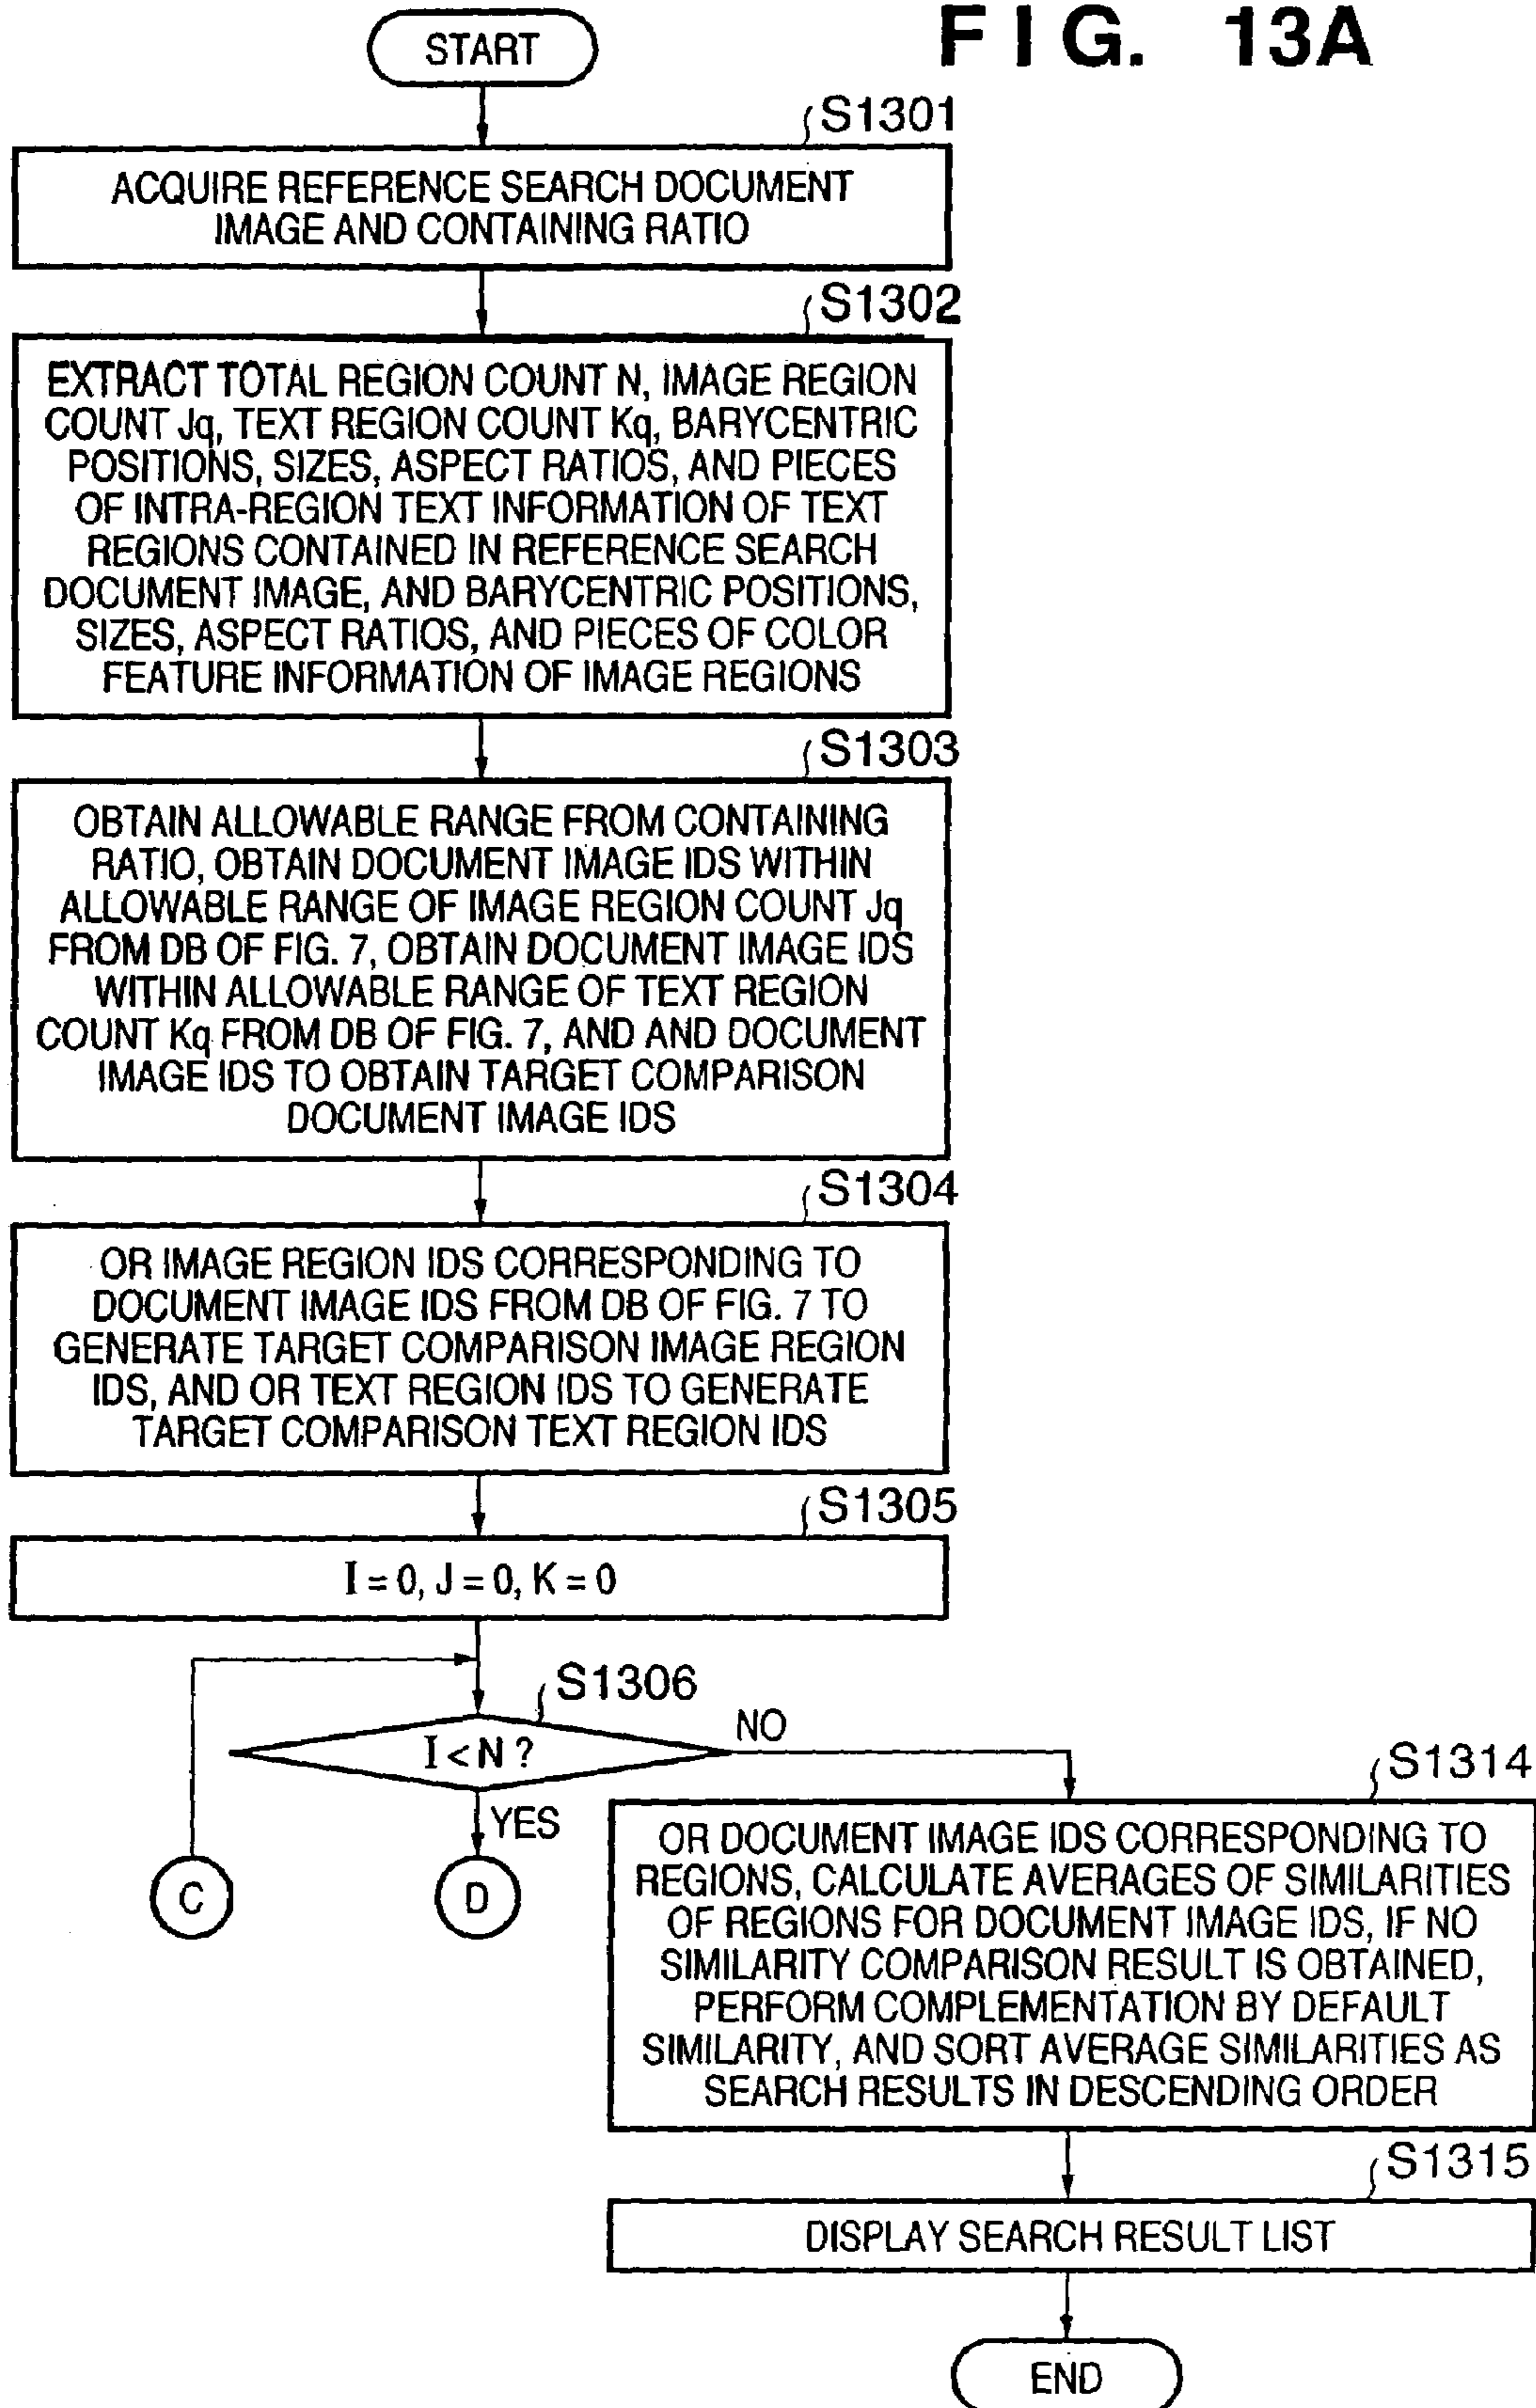 FIG. 13A
START
S1301
ACQUIRE REFERENCE SEARCH DOCUMENT
IMAGE AND CONTAINING RATIO
S1302
EXTRACT TOTAL REGION COUNT N, IMAGE REGION
COUNT Jq, TEXT REGION COUNT Kq, BARYCENTRIC
POSITIONS, SIZES, ASPECT RATIOS, AND PIECES
OF INTRA-REGION TEXT INFORMATION OF TEXT
REGIONS CONTAINED IN REFERENCE SEARCH
DOCUMENT IMAGE, AND BARYCENTRIC POSITIONS,
SIZES, ASPECT RATIOS, AND PIECES OF COLOR
FEATURE INFORMATION OF IMAGE REGIONS
S1303
OBTAIN ALLOWABLE RANGE FROM CONTAINING
RATIO, OBTAIN DOCUMENT IMAGE IDS WITHIN
ALLOWABLE RANGE OF IMAGE REGION COUNT Jq
FROM DB OF FIG. 7, OBTAIN DOCUMENT IMAGE IDS
WITHIN ALLOWABLE RANGE OF TEXT REGION
COUNT Kq FROM DB OF FIG. 7, AND AND DOCUMENT
IMAGE IDS TO OBTAIN TARGET COMPARISON
DOCUMENT IMAGE IDS
S1304
OR IMAGE REGION IDS CORRESPONDING TO
DOCUMENT IMAGE IDS FROM DB OF FIG. 7 TO
GENERATE TARGET COMPARISON IMAGE REGION
IDS, AND OR TEXT REGION IDS TO GENERATE
TARGET COMPARISON TEXT REGION IDS
S1305
I = 0, J = 0, K = 0
S1306
I < N ?
NO
YES
C
D
S1314
OR DOCUMENT IMAGE IDS CORRESPONDING TO
REGIONS, CALCULATE AVERAGES OF SIMILARITIES
OF REGIONS FOR DOCUMENT IMAGE IDS, IF NO
SIMILARITY COMPARISON RESULT IS OBTAINED,
PERFORM COMPLEMENTATION BY DEFAULT
SIMILARITY, AND SORT AVERAGE SIMILARITIES AS
SEARCH RESULTS IN DESCENDING ORDER
S1315
DISPLAY SEARCH RESULT LIST
END